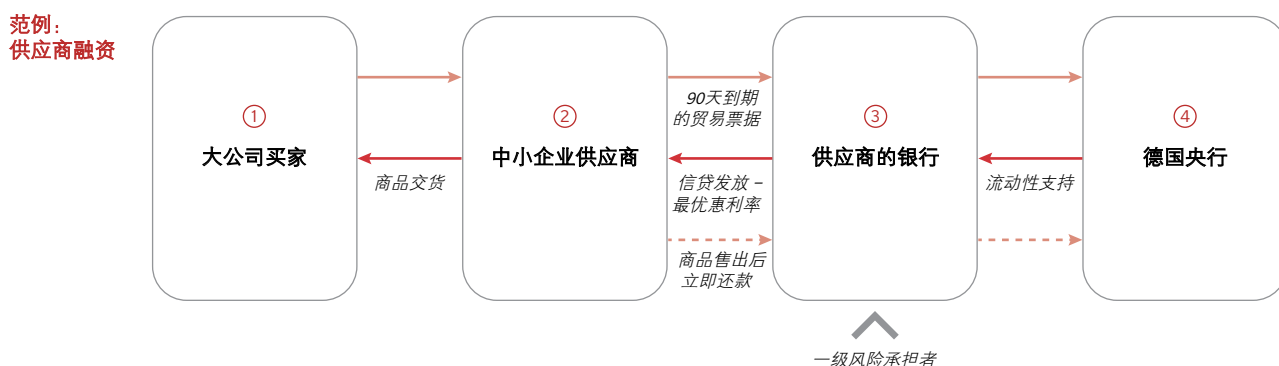 范例：
供应商融资
①
大公司买家
商品交货
②
中小企业供应商
90天到期
的贸易票据
信贷发放 –
最优惠利率
商品售出后
立即还款
③
供应商的银行
一级风险承担者
流动性支持
④
德国央行